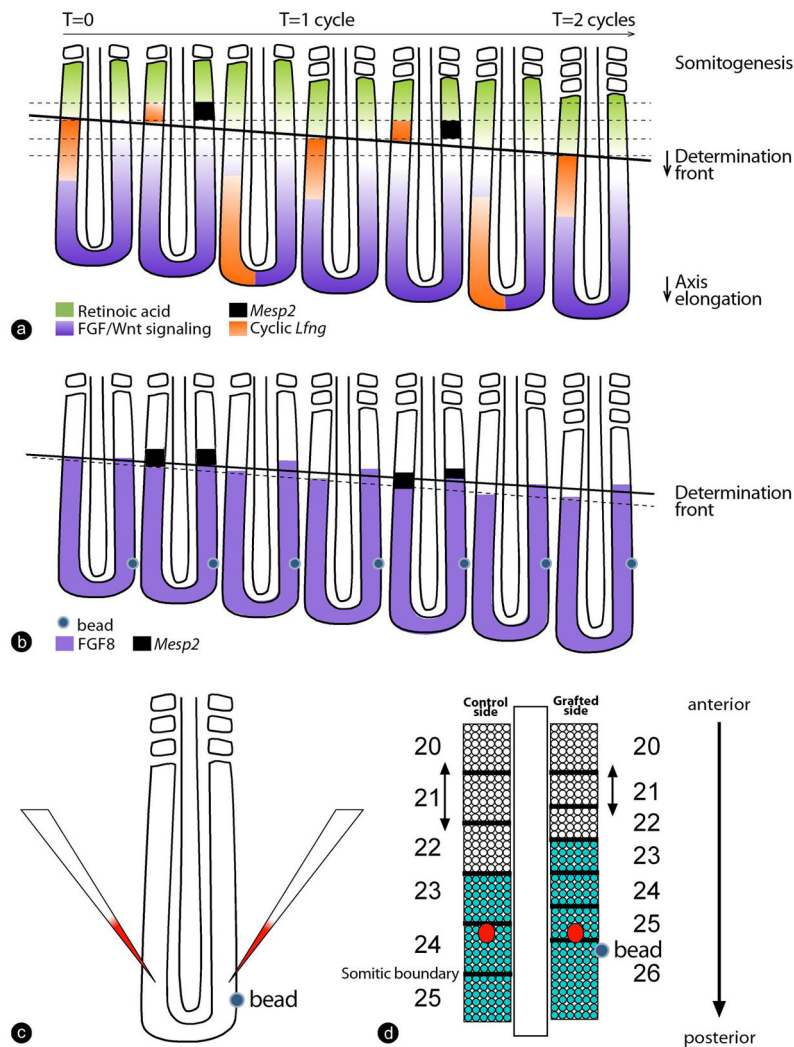 T=0 T=1 cycle T=2 cycles
Somitogenesis
Determination
front
Axis
elongation
Retinoic acid Mesp2
FGF/Wnt signaling Cyclic Lfng
a
Determination
front
bead
FGF8 Mesp2
b
bead
c
Control
side
Grafted
side
anterior
20 20
21 21
22 22
23 23
24 24
25
bead
Somitic boundary 26
25
d
posterior